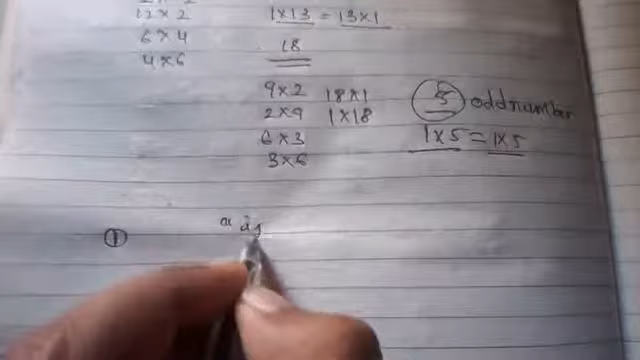 12 × 2
1 × 13 = 13 × 1
6 × 4
18
4 × 6
9 × 2 18 × 1
2 × 9 1 × 18
6 × 3
3 × 6
5 odd number
1 × 5 = 1 × 5
①